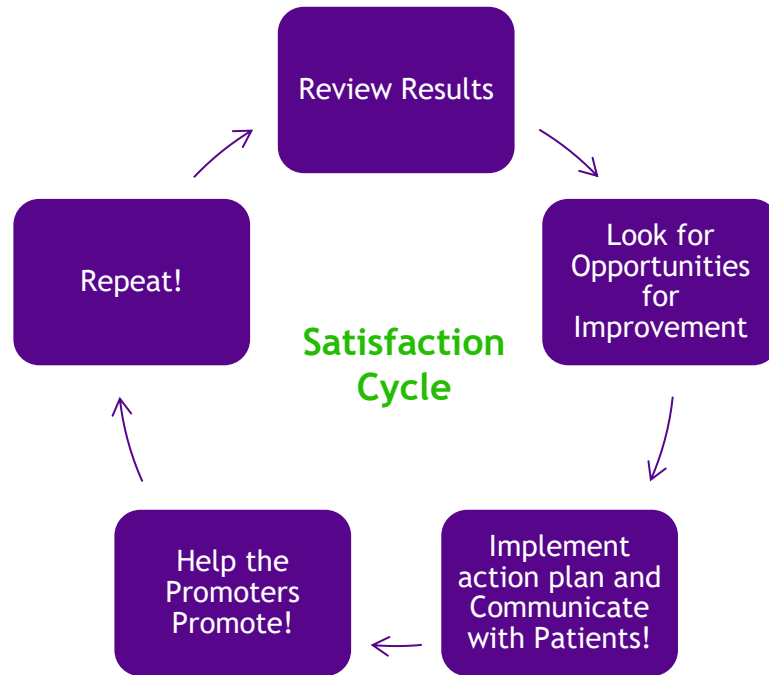 Review Results
Look for
Opportunities
for
Improvement
Implement
action plan and
Communicate
with Patients!
Help the
Promoters
Promote!
Repeat!
Satisfaction
Cycle